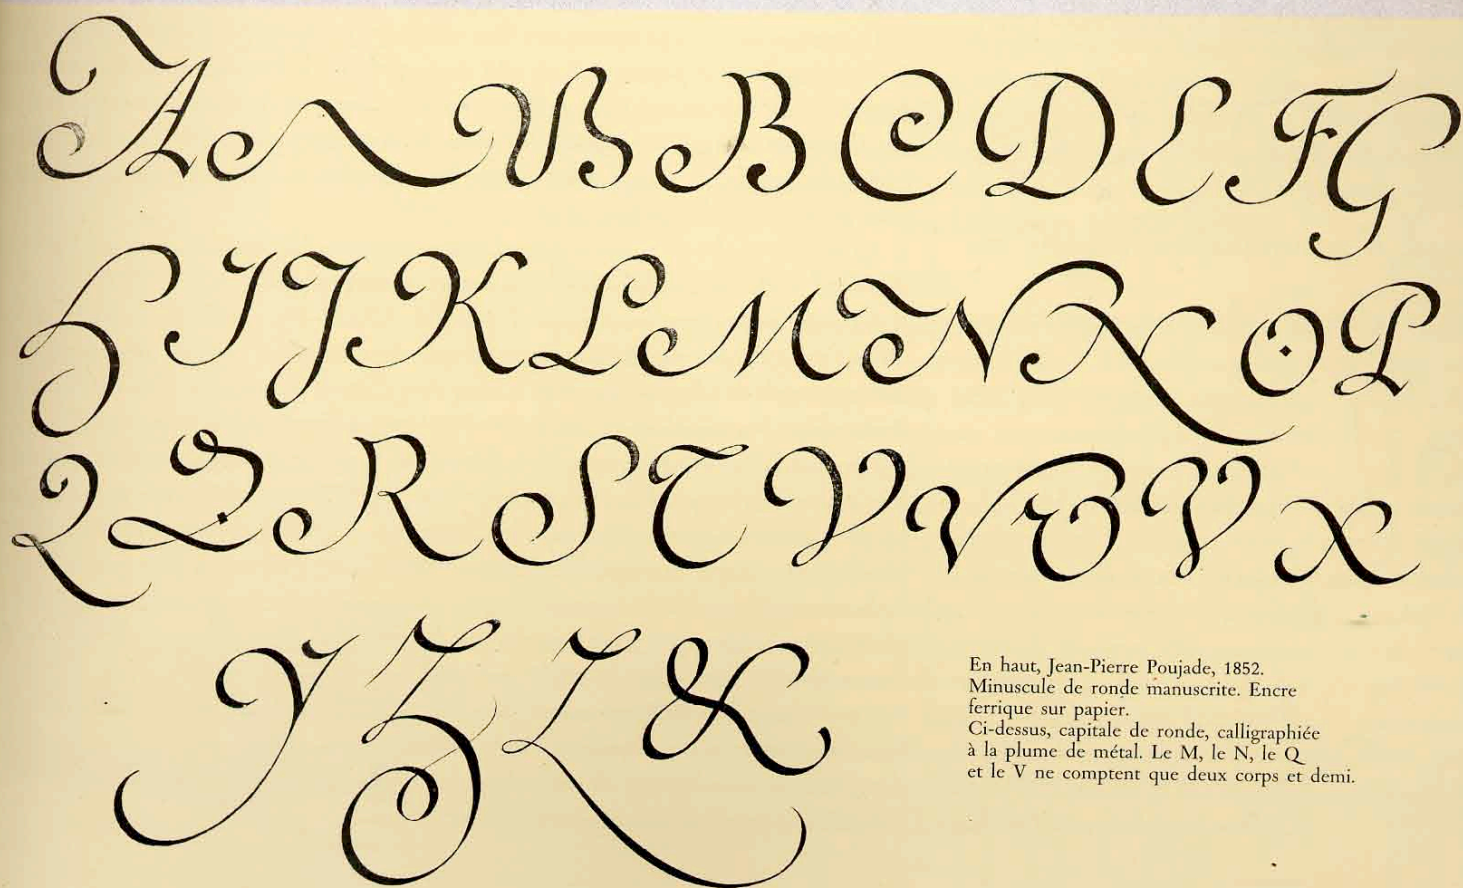 A B B C D E F G
H I J K L M N N O P
Q Q R S T V V V V X
Y Z Z &
En haut, Jean-Pierre Poujade, 1852.
Minuscule de ronde manuscrite. Encre
ferrique sur papier.
Ci-dessus, capitale de ronde, calligraphiée
à la plume de métal. Le M, le N, le Q
et le V ne comptent que deux corps et demi.